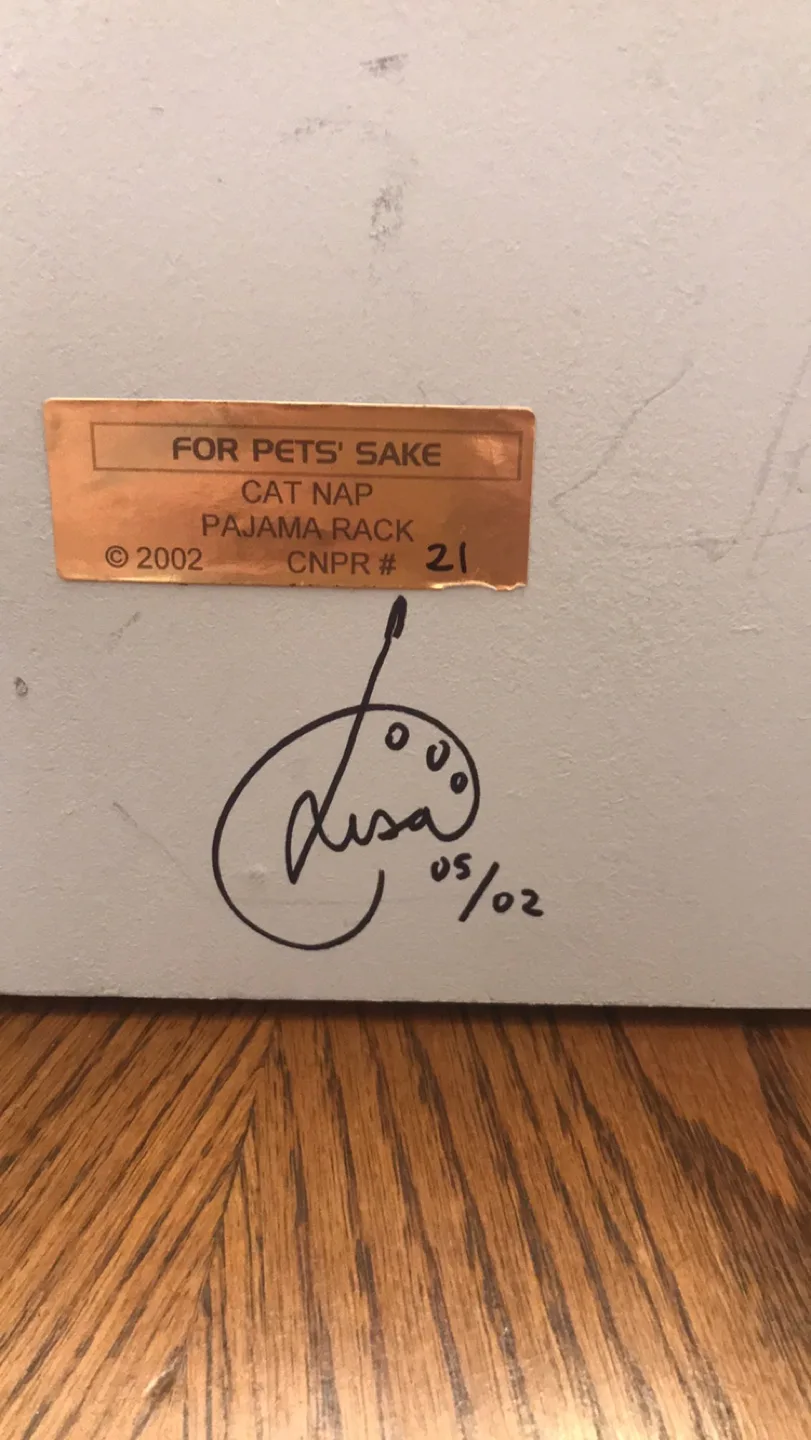 FOR PETS' SAKE
CAT NAP
PAJAMA RACK
© 2002 CNPR # 21
Lisa
05/02